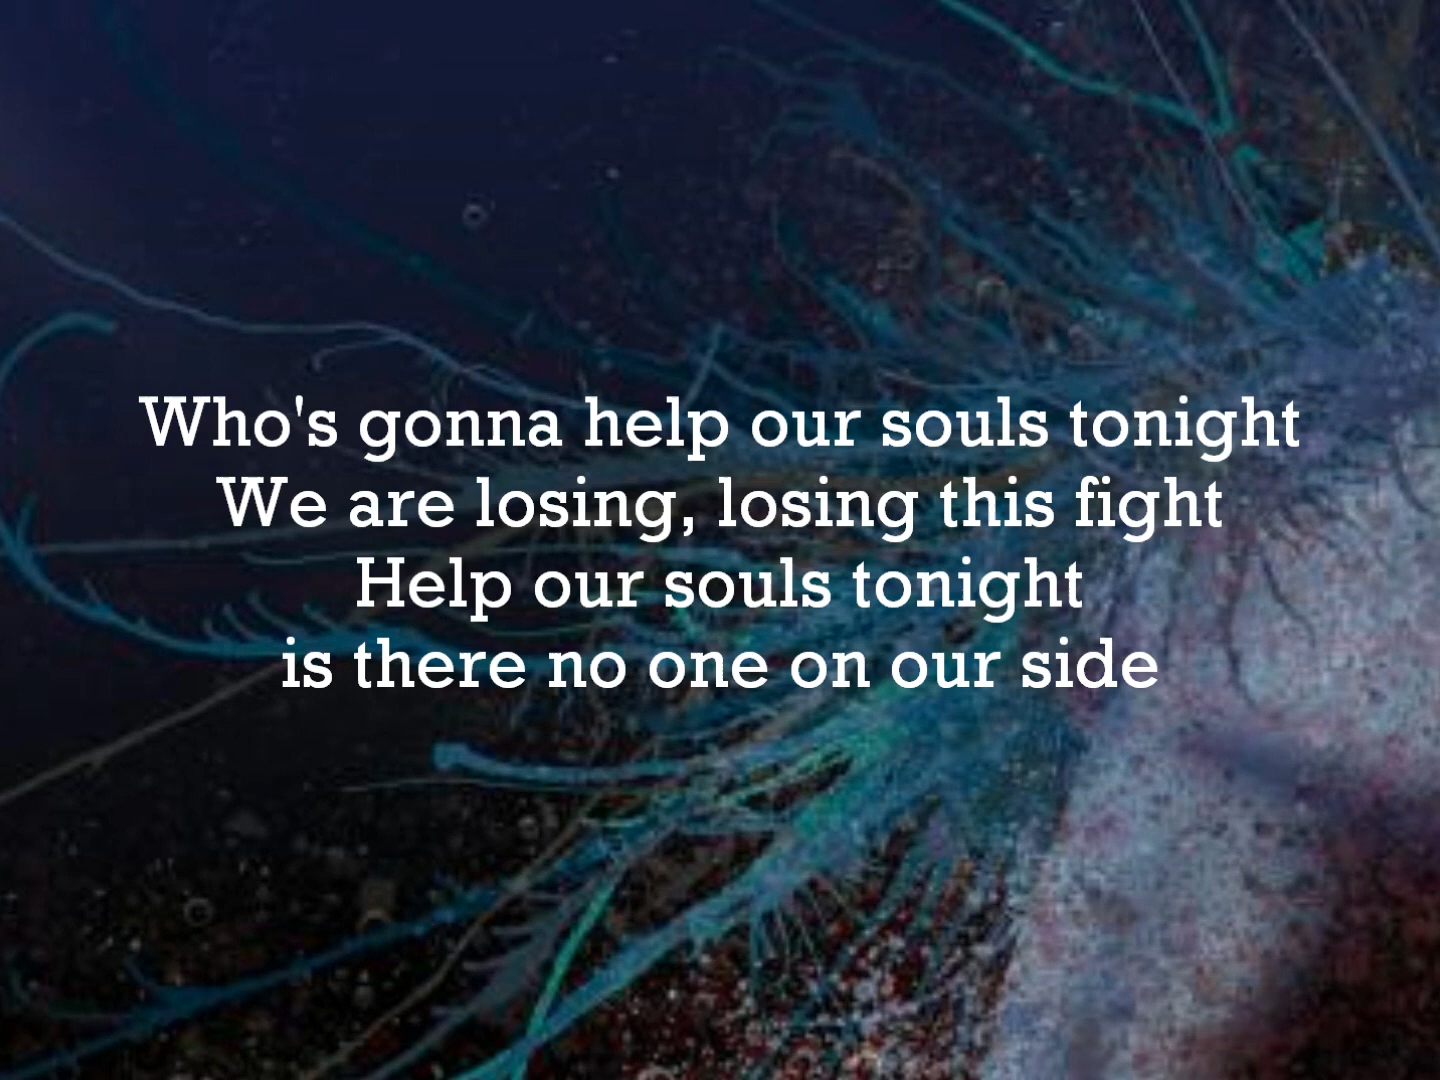 Who's gonna help our souls tonight
We are losing, losing this fight
Help our souls tonight
is there no one on our side